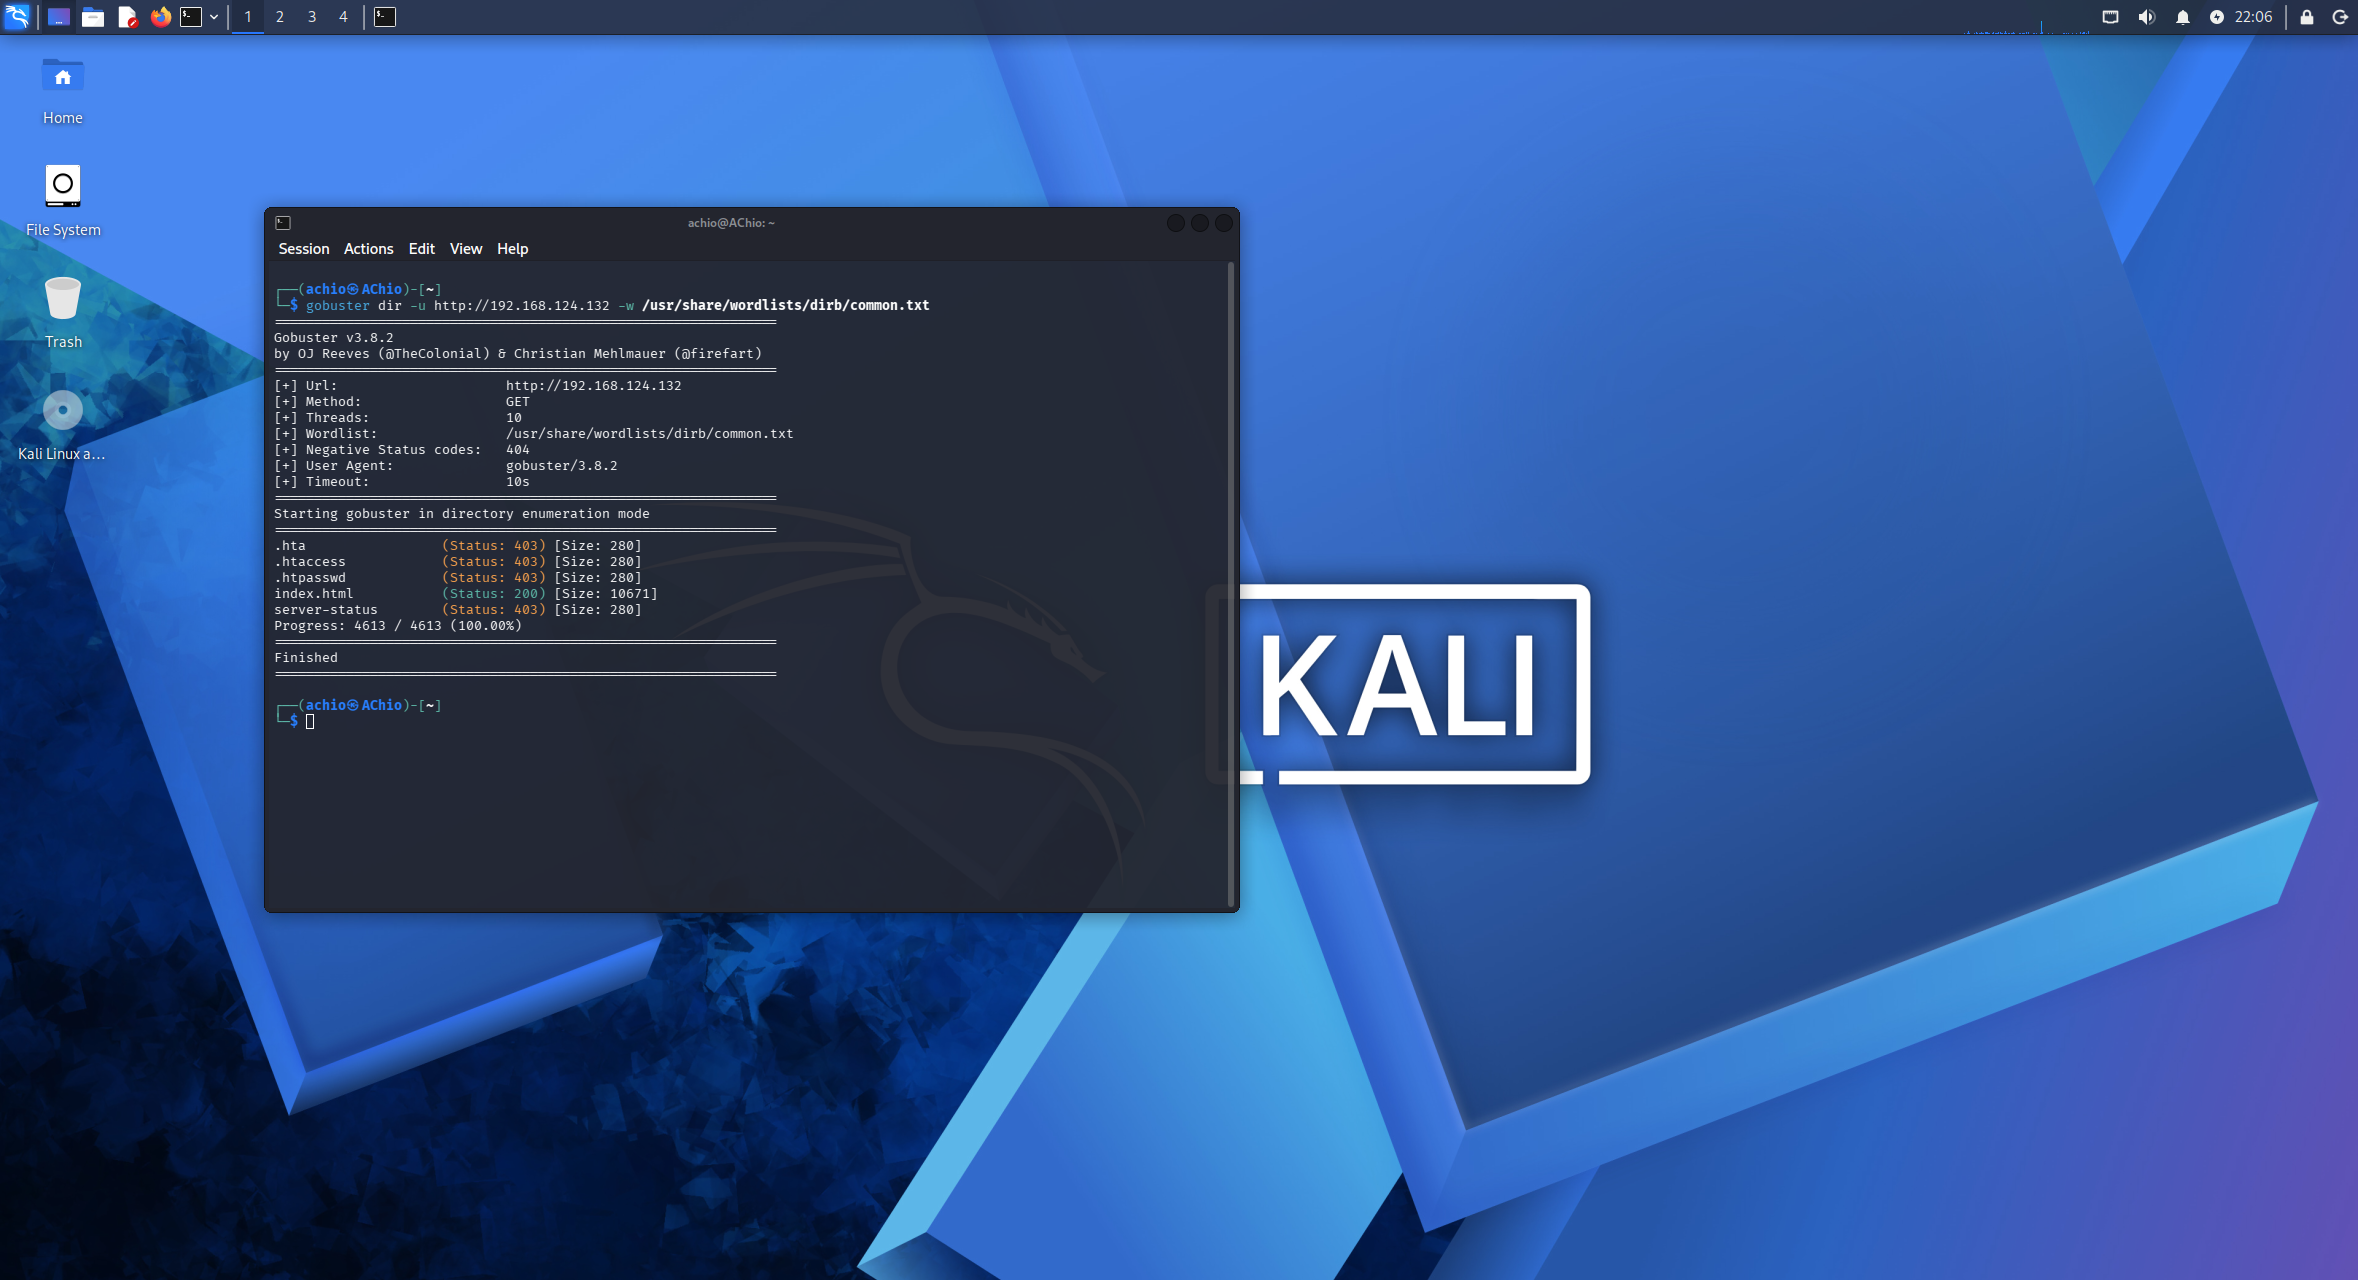 1 2 3 4
22:06
Home
File System
Trash
Kali Linux a...
achio@AChio: ~
Session Actions Edit View Help
┌──(achio㉿AChio)-[~]
└─$ gobuster dir -u http://192.168.124.132 -w /usr/share/wordlists/dirb/common.txt
===============================================================
Gobuster v3.8.2
by OJ Reeves (@TheColonial) & Christian Mehlmauer (@firefart)
===============================================================
[+] Url:                     http://192.168.124.132
[+] Method:                  GET
[+] Threads:                 10
[+] Wordlist:                /usr/share/wordlists/dirb/common.txt
[+] Negative Status codes:   404
[+] User Agent:              gobuster/3.8.2
[+] Timeout:                 10s
===============================================================
Starting gobuster in directory enumeration mode
===============================================================
.hta                 (Status: 403) [Size: 280]
.htaccess            (Status: 403) [Size: 280]
.htpasswd            (Status: 403) [Size: 280]
index.html           (Status: 200) [Size: 10671]
server-status        (Status: 403) [Size: 280]
Progress: 4613 / 4613 (100.00%)
===============================================================
Finished
===============================================================
┌──(achio㉿AChio)-[~]
└─$
KALI